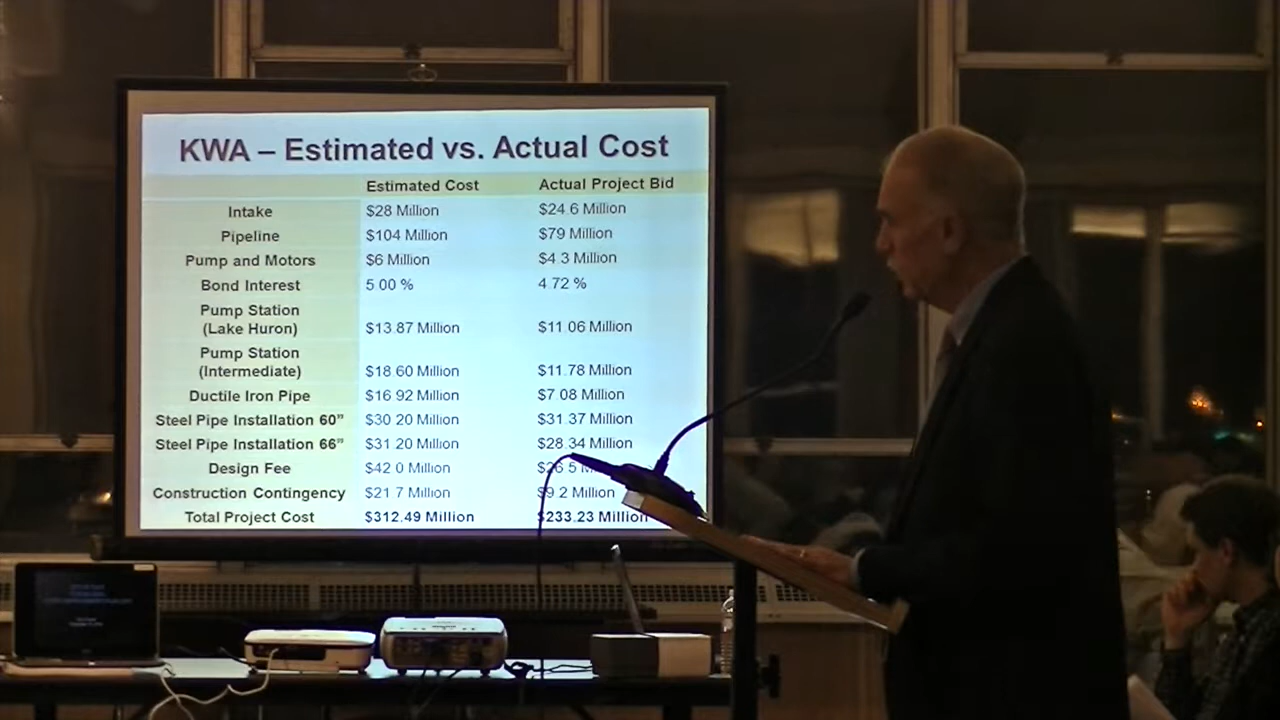 KWA – Estimated vs. Actual Cost
Estimated Cost Actual Project Bid
Intake $28 Million $24.6 Million
Pipeline $104 Million $79 Million
Pump and Motors $6 Million $4.3 Million
Bond Interest 5.00 % 4.72 %
Pump Station
(Lake Huron) $13.87 Million $11.06 Million
Pump Station
(Intermediate) $18.60 Million $11.78 Million
Ductile Iron Pipe $16.92 Million $7.08 Million
Steel Pipe Installation 60” $30.20 Million $31.37 Million
Steel Pipe Installation 66” $31.20 Million $28.34 Million
Design Fee $42.0 Million $26.5
Construction Contingency $21.7 Million $9.2 Million
Total Project Cost $312.49 Million $233.23 Million